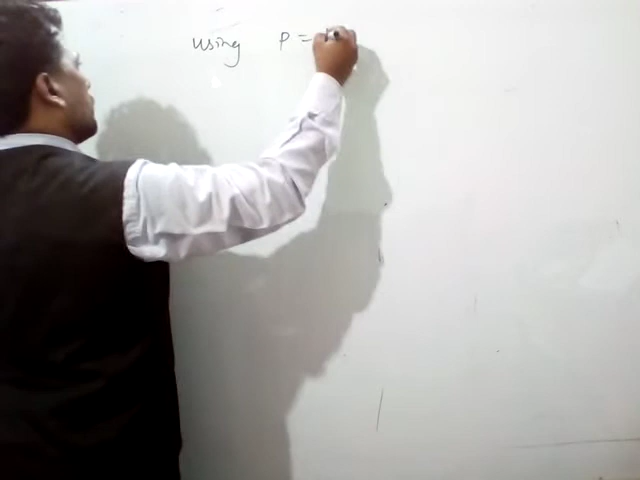 using P =